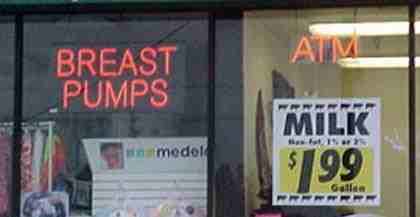 BREAST
PUMPS
ATM
medela
MILK
Non-fat, 1% or 2%
$1.99
Gallon